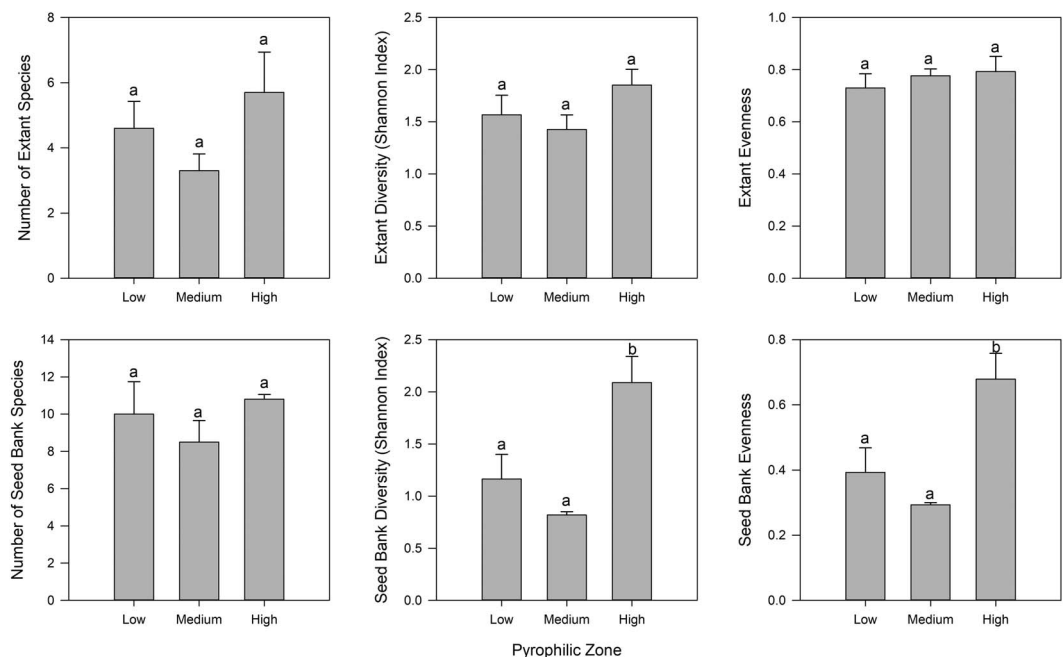 Number of Extant Species
8
6
4
2
0
a
a
a
Low
Medium
High
Extant Diversity (Shannon Index)
2.5
2.0
1.5
1.0
0.5
0.0
a
a
a
Low
Medium
High
Extant Evenness
1.0
0.8
0.6
0.4
0.2
0.0
a
a
a
Low
Medium
High
Number of Seed Bank Species
14
12
10
8
6
4
2
0
a
a
a
Low
Medium
High
Seed Bank Diversity (Shannon Index)
2.5
2.0
1.5
1.0
0.5
0.0
a
a
b
Low
Medium
High
Seed Bank Evenness
0.8
0.6
0.4
0.2
0.0
a
a
b
Low
Medium
High
Pyrophilic Zone